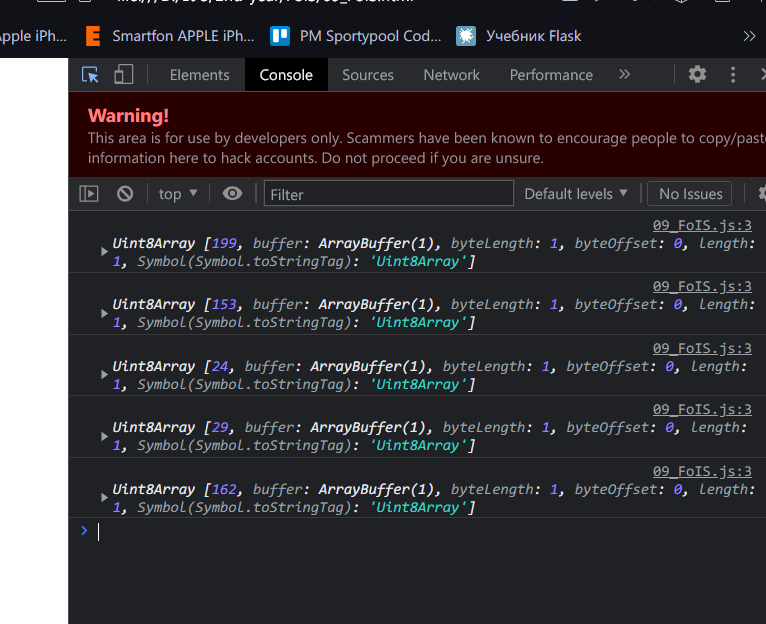 Apple iPh...
Smartfon APPLE iPh...
PM Sportypool Cod...
Учебник Flask
Elements
Console
Sources
Network
Performance
Warning!
This area is for use by developers only. Scammers have been known to encourage people to copy/paste
information here to hack accounts. Do not proceed if you are unsure.
top
Filter
Default levels
No Issues
09_FoIS.js:3
Uint8Array [199, buffer: ArrayBuffer(1), byteLength: 1, byteOffset: 0, length:
1, Symbol(Symbol.toStringTag): 'Uint8Array']
09_FoIS.js:3
Uint8Array [153, buffer: ArrayBuffer(1), byteLength: 1, byteOffset: 0, length:
1, Symbol(Symbol.toStringTag): 'Uint8Array']
09_FoIS.js:3
Uint8Array [24, buffer: ArrayBuffer(1), byteLength: 1, byteOffset: 0, length:
1, Symbol(Symbol.toStringTag): 'Uint8Array']
09_FoIS.js:3
Uint8Array [29, buffer: ArrayBuffer(1), byteLength: 1, byteOffset: 0, length:
1, Symbol(Symbol.toStringTag): 'Uint8Array']
09_FoIS.js:3
Uint8Array [162, buffer: ArrayBuffer(1), byteLength: 1, byteOffset: 0, length:
1, Symbol(Symbol.toStringTag): 'Uint8Array']